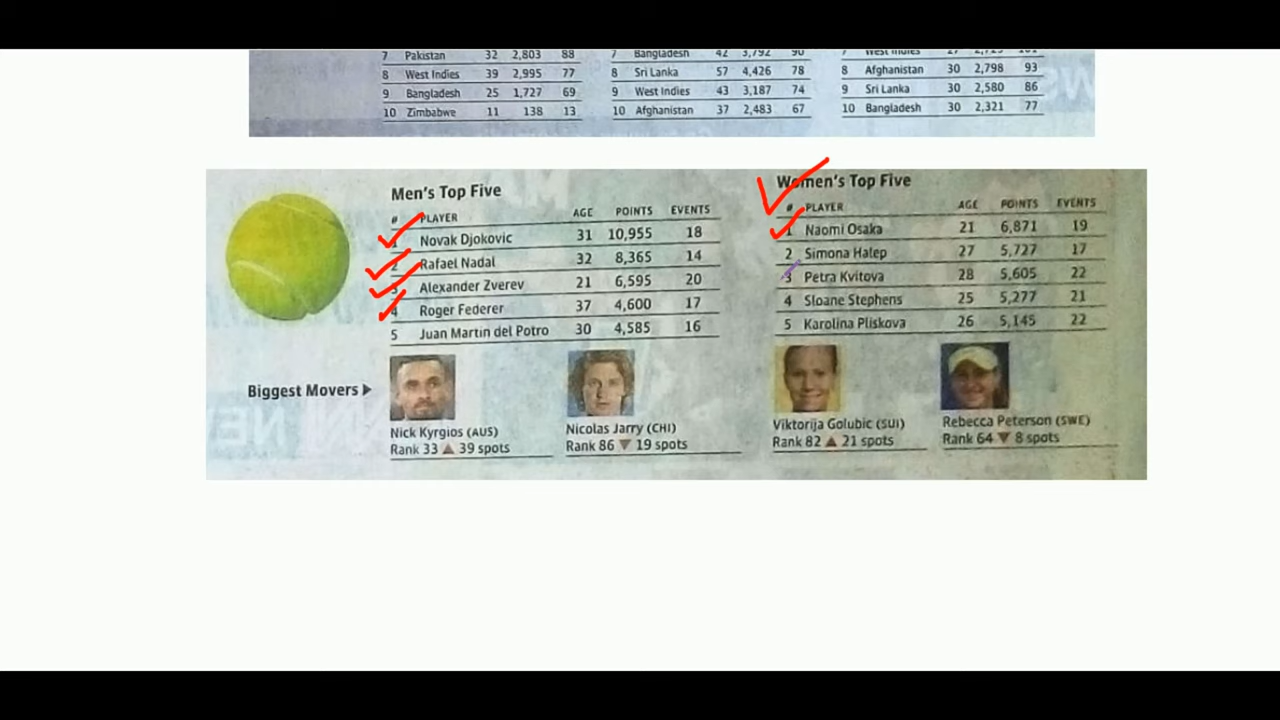 7 Pakistan 32 2,803 88
8 West Indies 39 2,995 77
9 Bangladesh 25 1,727 69
10 Zimbabwe 11 138 13
7 Bangladesh 42 3,792 90
8 Sri Lanka 57 4,426 78
9 West Indies 43 3,187 74
10 Afghanistan 37 2,483 67
7 West Indies
8 Afghanistan 30 2,798 93
9 Sri Lanka 30 2,580 86
10 Bangladesh 30 2,321 77
Men's Top Five
# PLAYER AGE POINTS EVENTS
1 Novak Djokovic 31 10,955 18
2 Rafael Nadal 32 8,365 14
3 Alexander Zverev 21 6,595 20
4 Roger Federer 37 4,600 17
5 Juan Martin del Potro 30 4,585 16
Women's Top Five
# PLAYER AGE POINTS EVENTS
1 Naomi Osaka 21 6,871 19
2 Simona Halep 27 5,727 17
3 Petra Kvitova 28 5,605 22
4 Sloane Stephens 25 5,277 21
5 Karolina Pliskova 26 5,145 22
Biggest Movers ▶
Nick Kyrgios (AUS)
Rank 33 ▲ 39 spots
Nicolas Jarry (CHI)
Rank 86 ▼ 19 spots
Viktorija Golubic (SUI)
Rank 82 ▲ 21 spots
Rebecca Peterson (SWE)
Rank 64 ▼ 8 spots